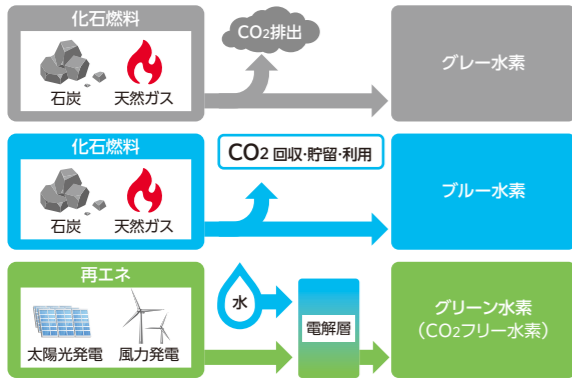 化石燃料
石炭
天然ガス
CO2排出
グレー水素
化石燃料
石炭
天然ガス
CO2 回収・貯留・利用
ブルー水素
再エネ
太陽光発電
風力発電
水
電解層
グリーン水素
（CO2フリー水素）